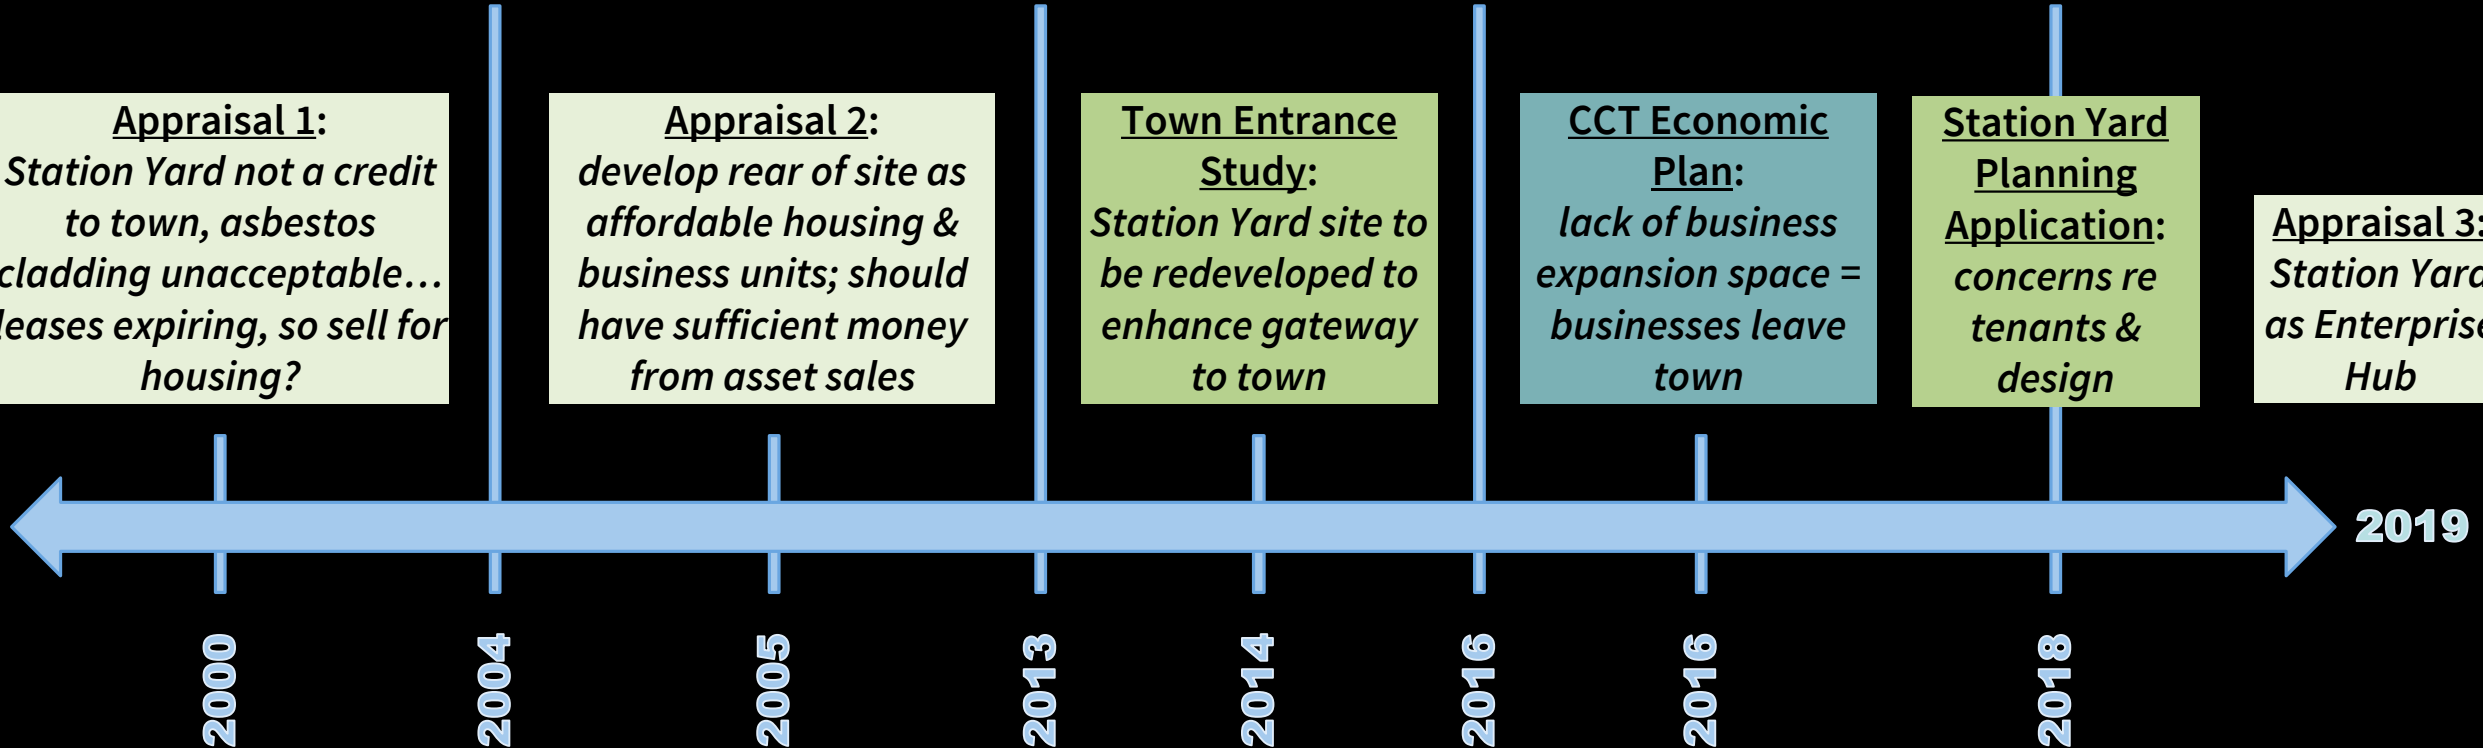 Appraisal 1:
Station Yard not a credit
to town, asbestos
cladding unacceptable…
leases expiring, so sell for
housing?
Appraisal 2:
develop rear of site as
affordable housing &
business units; should
have sufficient money
from asset sales
Town Entrance
Study:
Station Yard site to
be redeveloped to
enhance gateway
to town
CCT Economic
Plan:
lack of business
expansion space =
businesses leave
town
Station Yard
Planning
Application:
concerns re
tenants &
design
Appraisal 3:
Station Yard
as Enterprise
Hub
2019
2000
2004
2005
2013
2014
2016
2016
2018